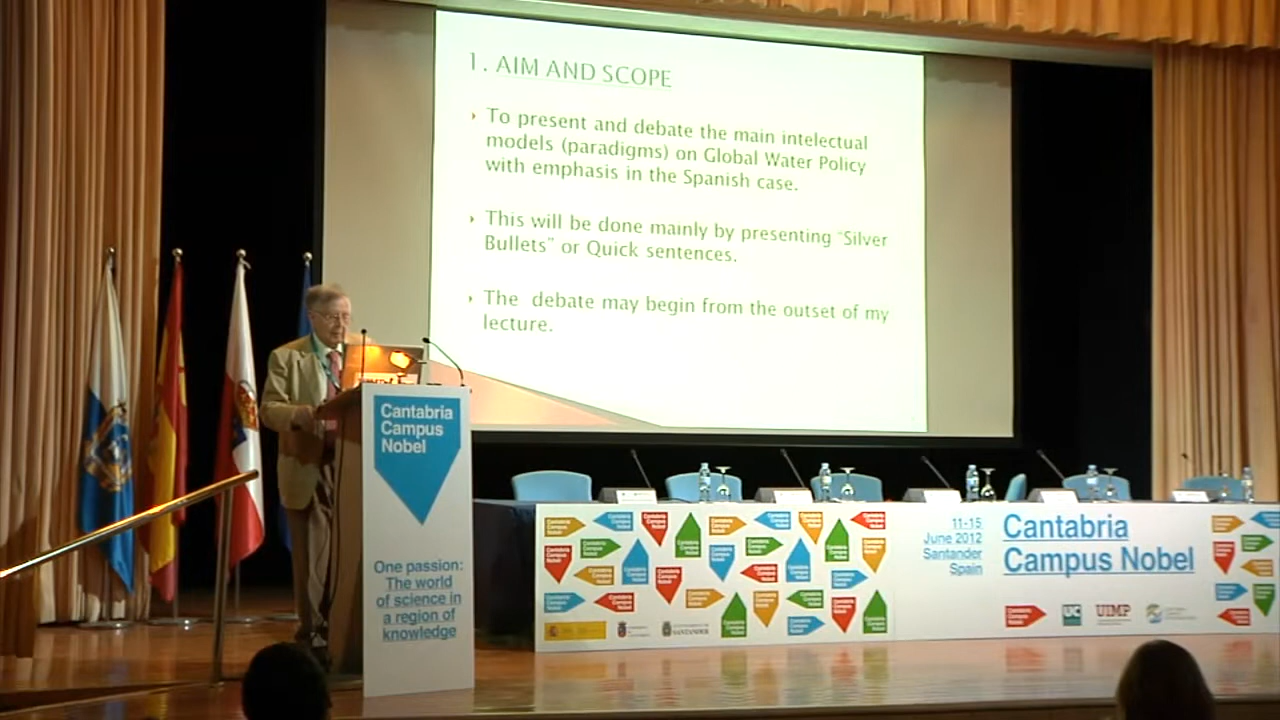 1. AIM AND SCOPE
To present and debate the main intelectual
models (paradigms) on Global Water Policy
with emphasis in the Spanish case.
This will be done mainly by presenting "Silver
Bullets" or Quick sentences.
The debate may begin from the outset of my
lecture.
Cantabria
Campus
Nobel
One passion:
The world
of science in
a region of
knowledge
11-15
June 2012
Santander
Spain
Cantabria
Campus Nobel
UC
UIMP
SANTANDER